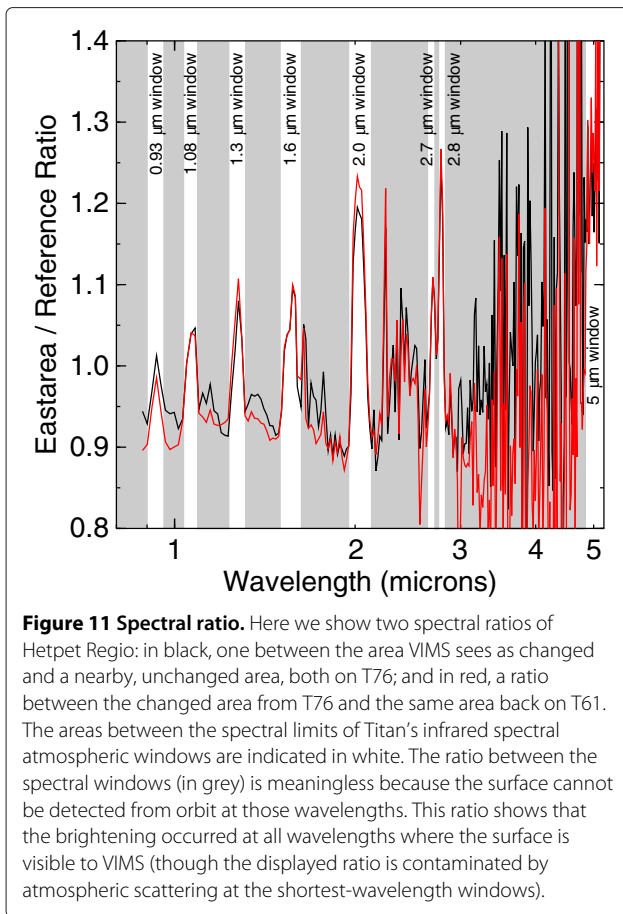 1.4
1.3
1.2
1.1
1.0
0.9
0.8
Eastarea / Reference Ratio
0.93 μm window
1.08 μm window
1.3 μm window
1.6 μm window
2.0 μm window
2.7 μm window
2.8 μm window
5 μm window
1
2
3
4
5
Wavelength (microns)
Figure 11 Spectral ratio. Here we show two spectral ratios of
Hetpet Regio: in black, one between the area VIMS sees as changed
and a nearby, unchanged area, both on T76; and in red, a ratio
between the changed area from T76 and the same area back on T61.
The areas between the spectral limits of Titan's infrared spectral
atmospheric windows are indicated in white. The ratio between the
spectral windows (in grey) is meaningless because the surface cannot
be detected from orbit at those wavelengths. This ratio shows that
the brightening occurred at all wavelengths where the surface is
visible to VIMS (though the displayed ratio is contaminated by
atmospheric scattering at the shortest-wavelength windows).